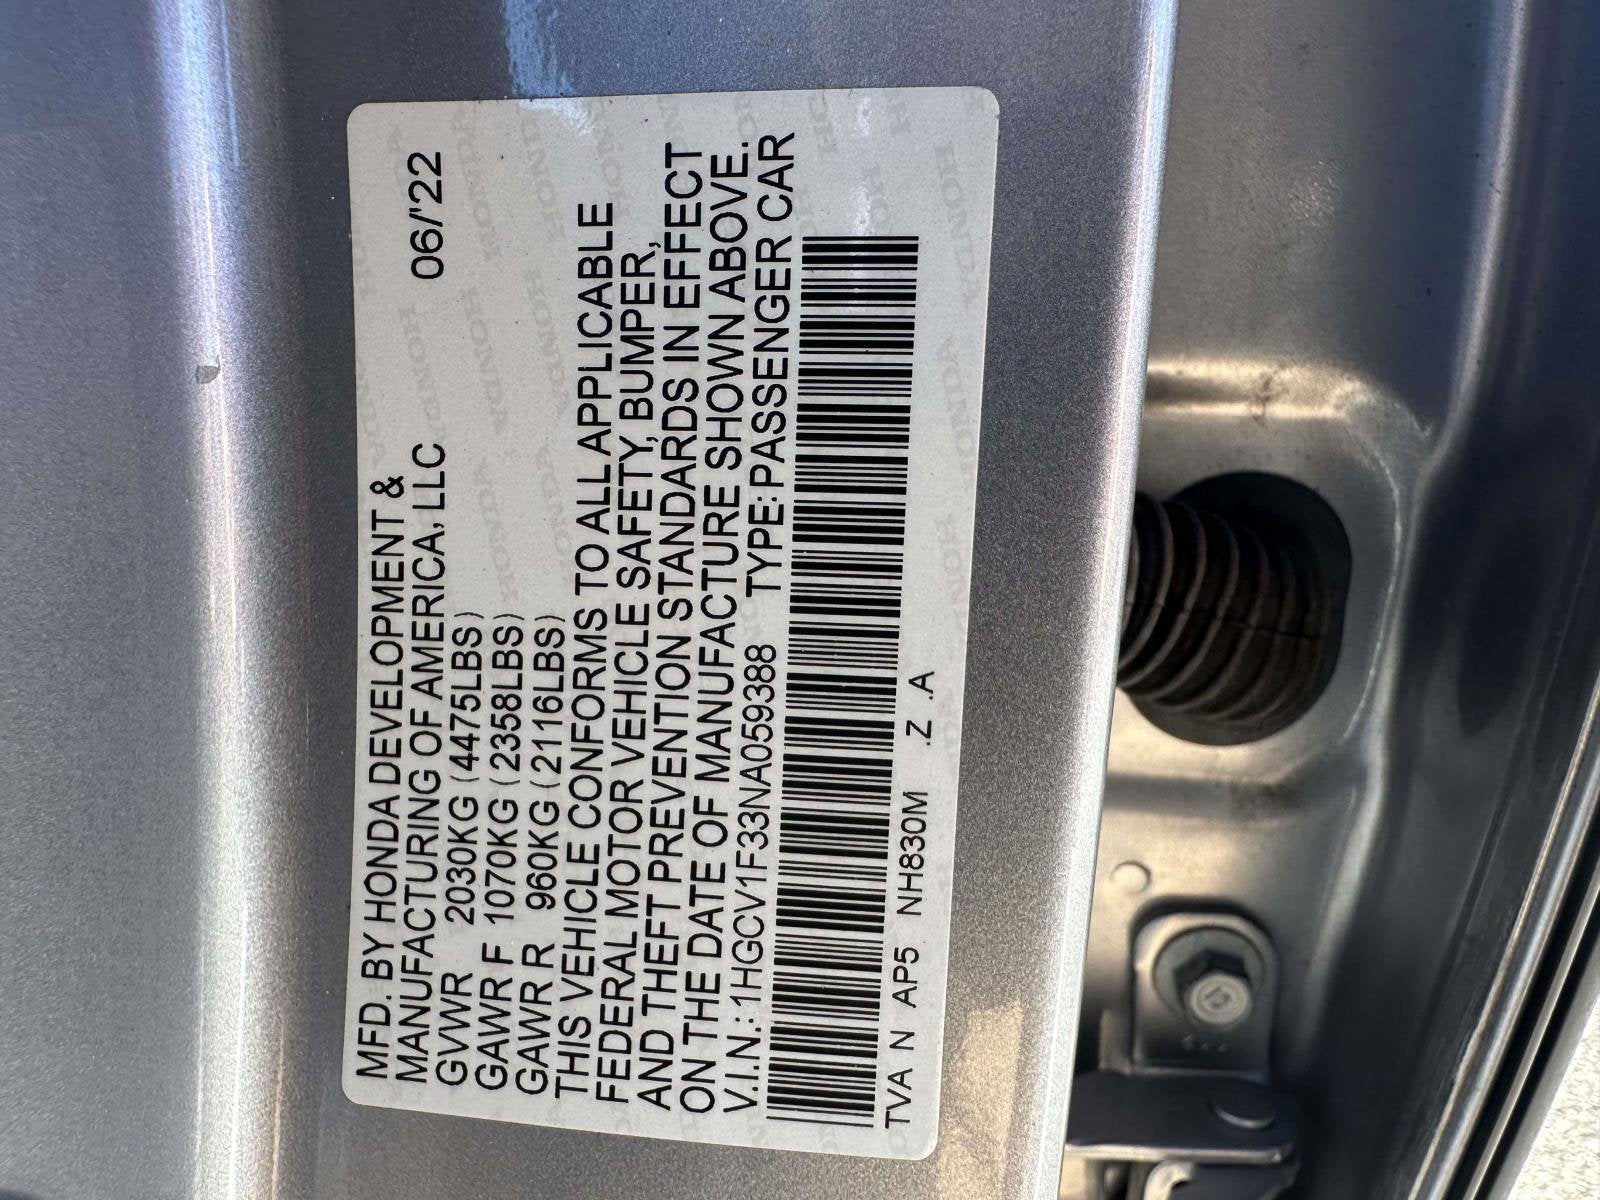 MFD. BY HONDA DEVELOPMENT &
MANUFACTURING OF AMERICA, LLC 06/'22
GVWR 2030KG (4475LBS)
GAWR F 1070KG (2358LBS)
GAWR R 960KG (2116LBS)
THIS VEHICLE CONFORMS TO ALL APPLICABLE
FEDERAL MOTOR VEHICLE SAFETY, BUMPER,
AND THEFT PREVENTION STANDARDS IN EFFECT
ON THE DATE OF MANUFACTURE SHOWN ABOVE.
V.I.N.: 1HGCV1F33NA059388 TYPE: PASSENGER CAR
TVA N AP5 NH830M .Z .A